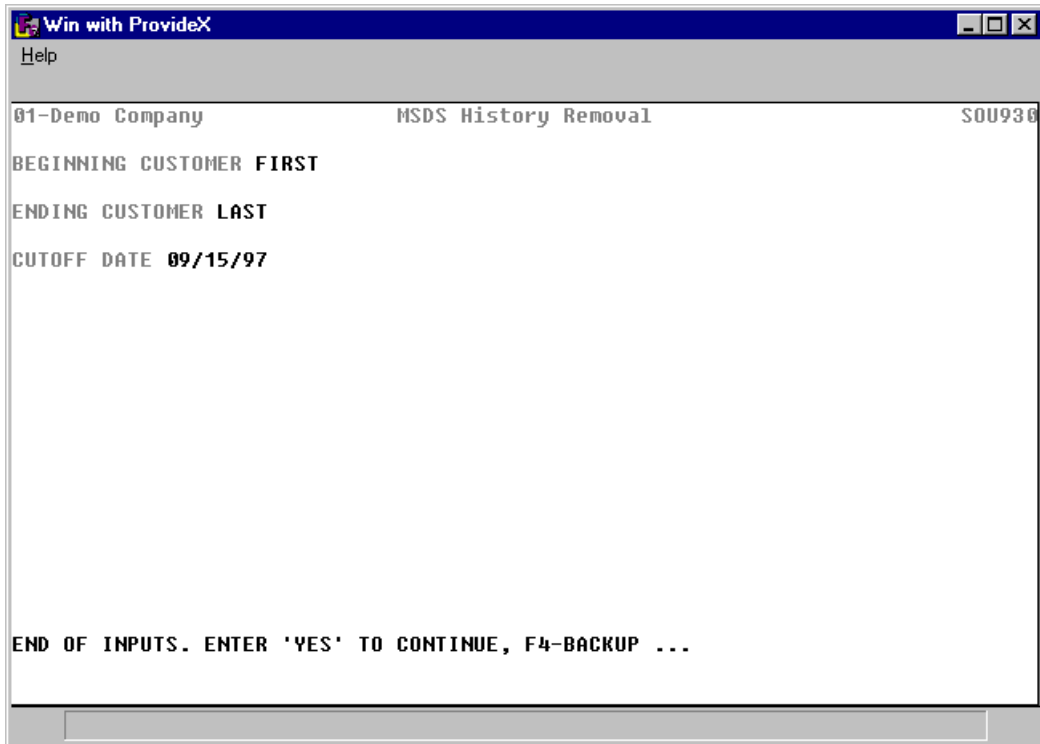 Win with ProvideX
Help
01-Demo Company MSDS History Removal SOU930
BEGINNING CUSTOMER FIRST
ENDING CUSTOMER LAST
CUTOFF DATE 09/15/97
END OF INPUTS. ENTER 'YES' TO CONTINUE, F4-BACKUP ...